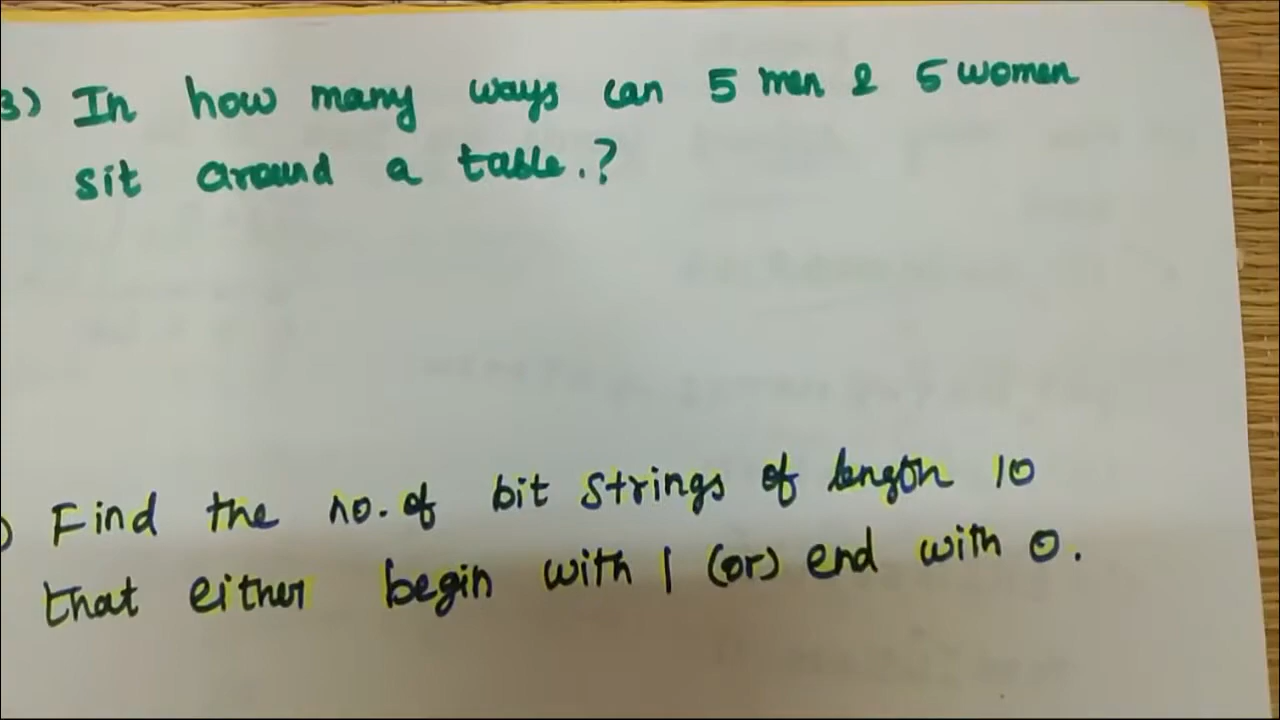 3) In how many ways can 5 men & 5 women
sit around a table.?
) Find the no. of bit strings of length 10
that either begin with 1 (or) end with 0.